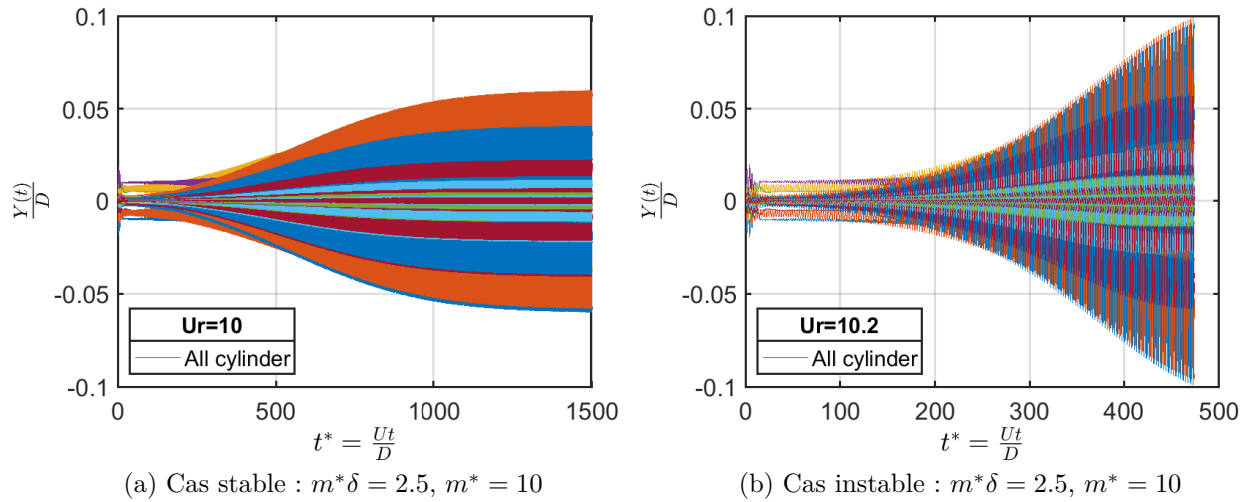 0.1
0.05
0
-0.05
-0.1
Y(t)/D
Ur=10
All cylinder
0 500 1000 1500
t* = Ut/D
(a) Cas stable : m*δ = 2.5, m* = 10
0.1
0.05
0
-0.05
-0.1
Y(t)/D
Ur=10.2
All cylinder
0 100 200 300 400 500
t* = Ut/D
(b) Cas instable : m*δ = 2.5, m* = 10